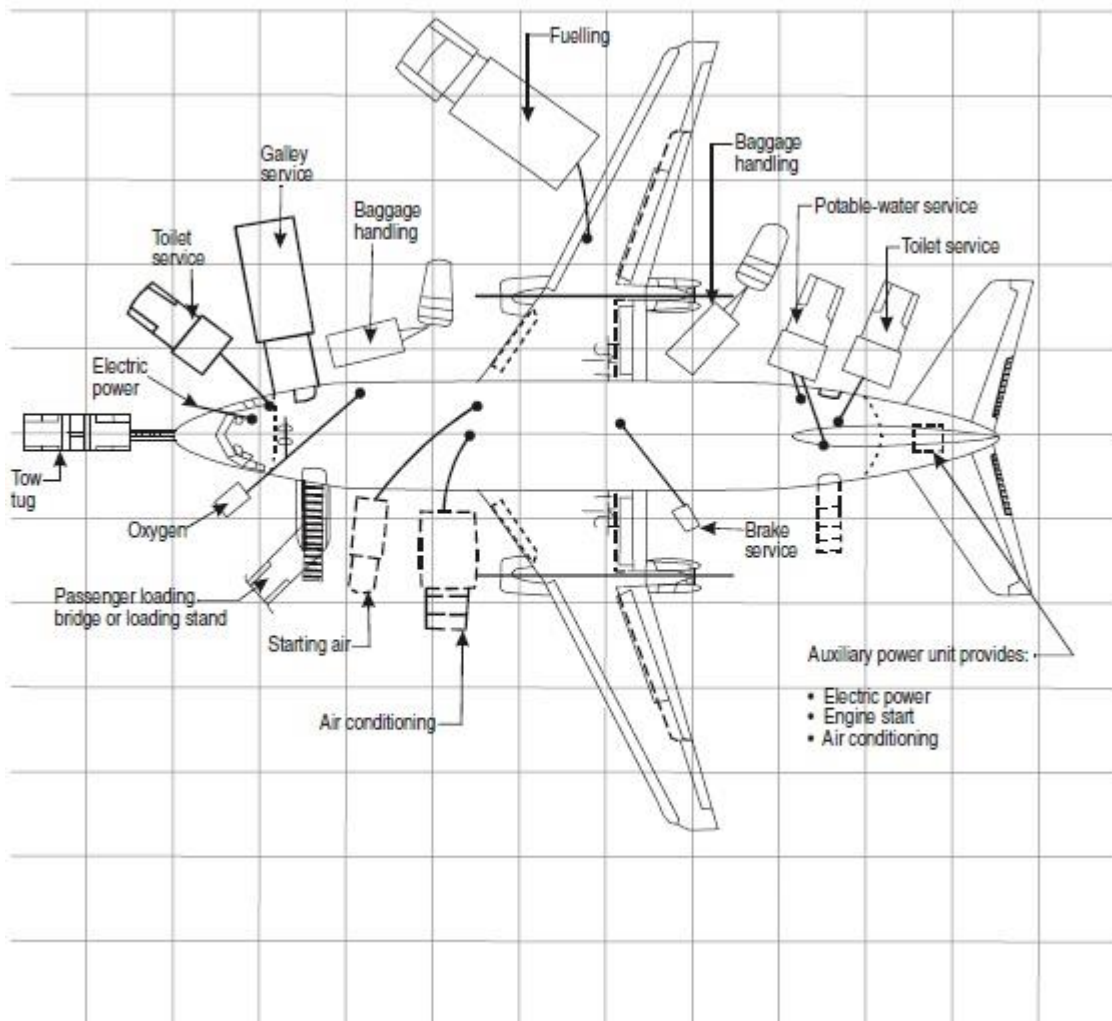 Fuelling
Baggage
handling
Galley
service
Potable-water service
Baggage
handling
Toilet
service
Toilet service
Electric
power
Tow
tug
Oxygen
Brake
service
Passenger loading
bridge or loading stand
Starting air
Auxiliary power unit provides:
Air conditioning
• Electric power
• Engine start
• Air conditioning